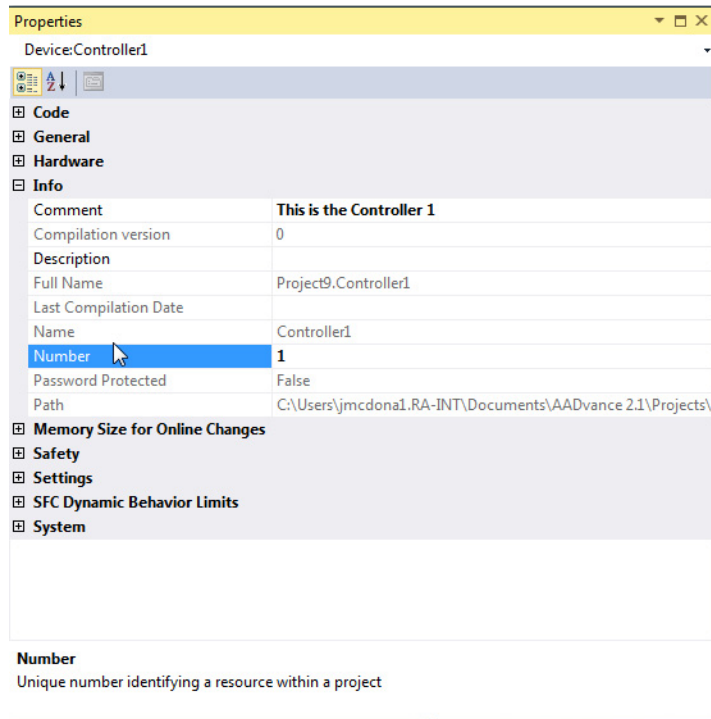 Properties
Device:Controller1
Code
General
Hardware
Info
Comment This is the Controller 1
Compilation version 0
Description
Full Name Project9.Controller1
Last Compilation Date
Name Controller1
Number 1
Password Protected False
Path C:\Users\jmcdona1.RA-INT\Documents\AADvance 2.1\Projects\
Memory Size for Online Changes
Safety
Settings
SFC Dynamic Behavior Limits
System
Number
Unique number identifying a resource within a project